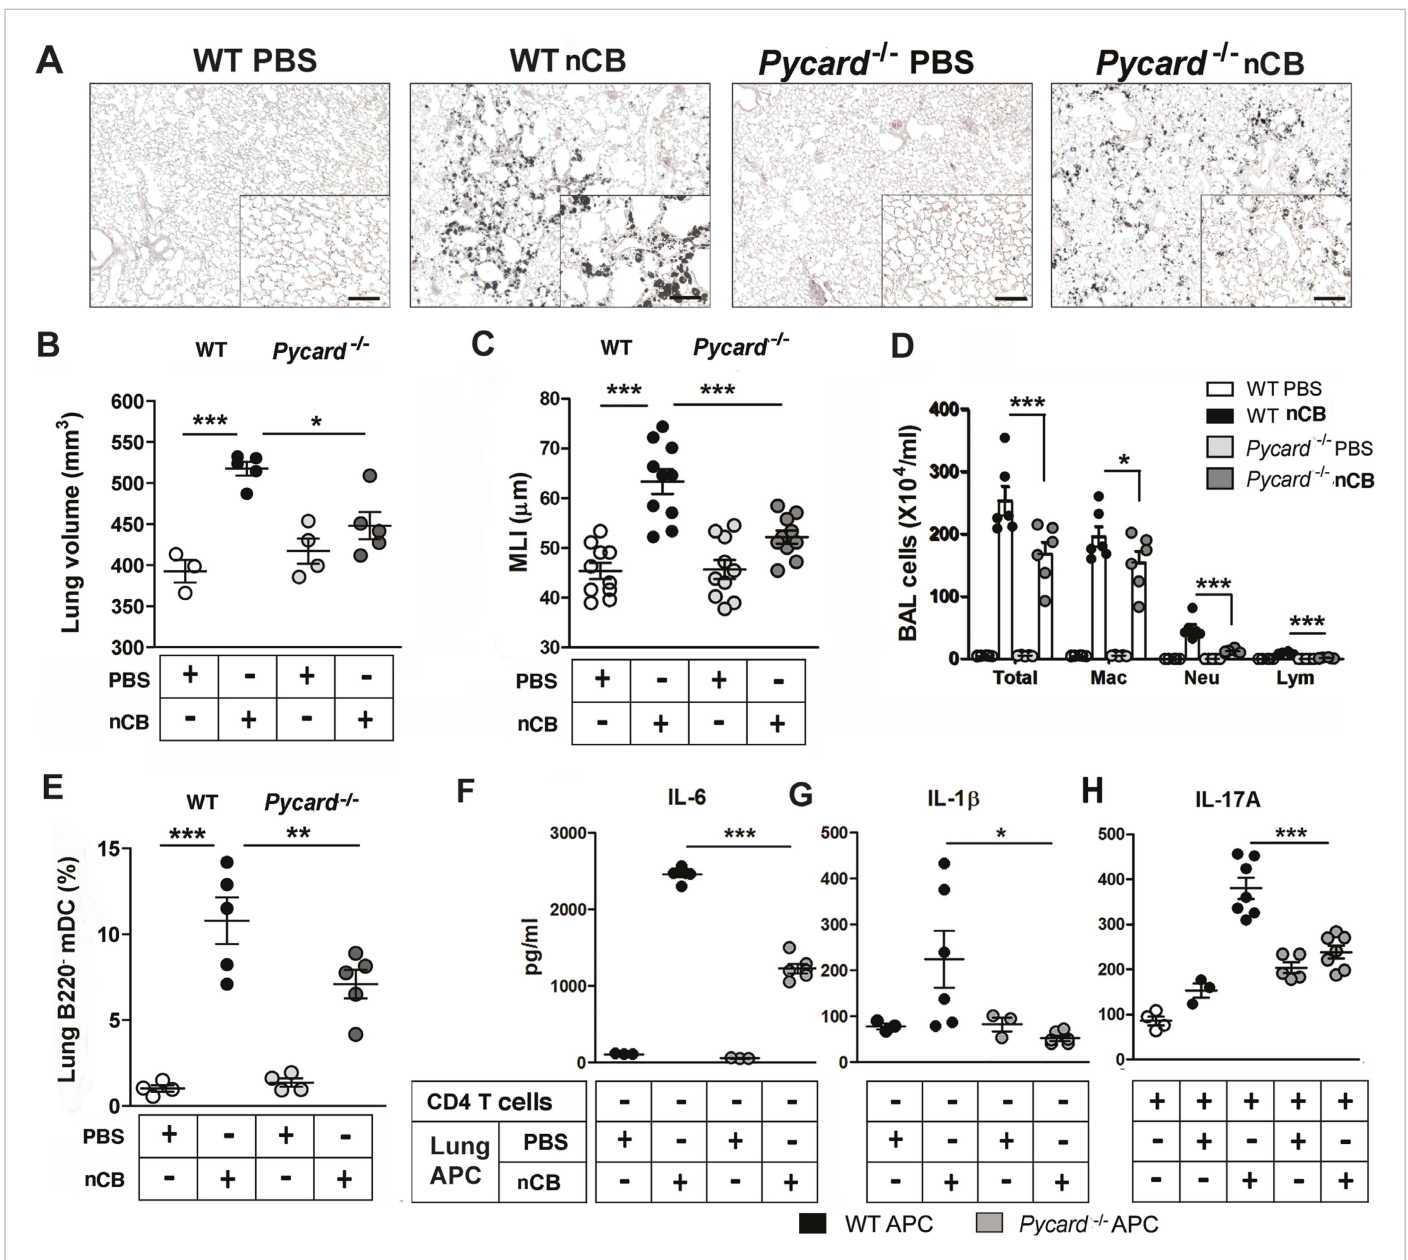 A
WT PBS
WT nCB
Pycard-/- PBS
Pycard-/- nCB
B
WT
Pycard-/-
Lung volume (mm3)
600
550
500
450
400
350
300
***
*
PBS + - + -
nCB - + - +
C
WT
Pycard-/-
MLI (μm)
80
70
60
50
40
30
***
***
PBS + - + -
nCB - + - +
D
WT PBS
WT nCB
Pycard-/- PBS
Pycard-/- nCB
BAL cells (X104/ml)
400
300
200
100
0
***
*
***
***
Total Mac Neu Lym
E
WT
Pycard-/-
Lung B220- mDC (%)
15
10
5
0
***
**
PBS + - + -
nCB - + - +
F
IL-6
pg/ml
3000
2000
1000
0
***
G
IL-1β
500
400
300
200
100
0
*
H
IL-17A
500
400
300
200
100
0
***
CD4 T cells - - - - - - - - + + + + +
Lung APC
PBS + - + - + - + - - + - + -
nCB - + - + - + - + - - + - +
WT APC
Pycard-/- APC